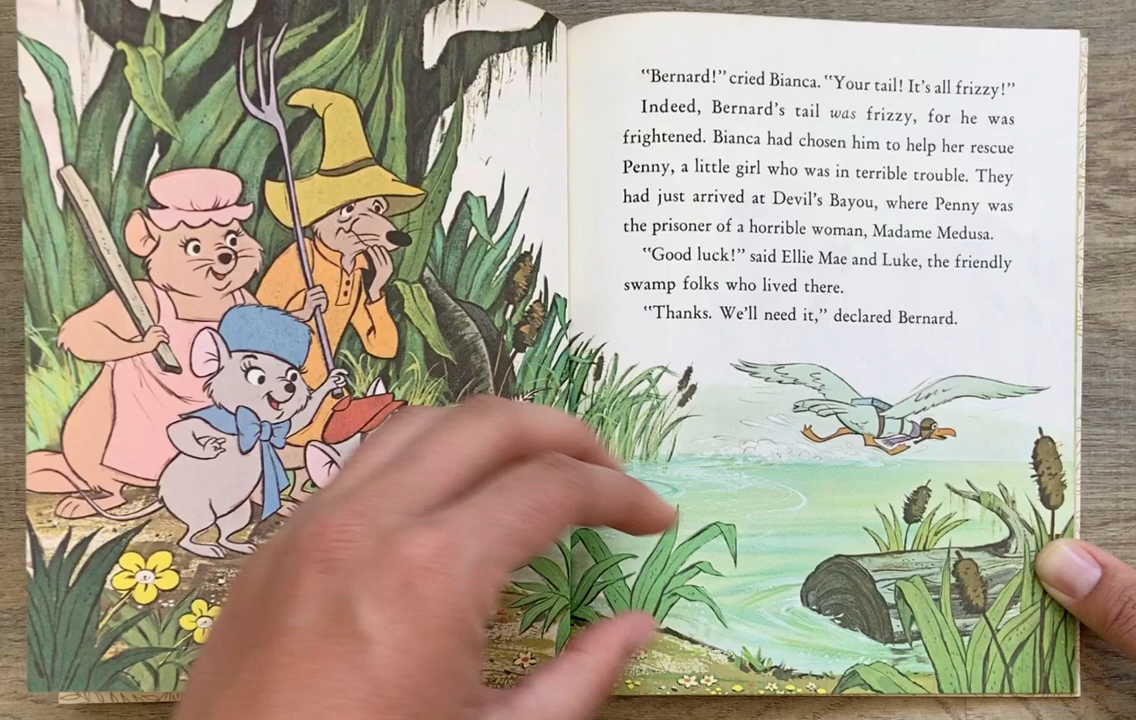 "Bernard!" cried Bianca. "Your tail! It's all frizzy!"
Indeed, Bernard's tail was frizzy, for he was
frightened. Bianca had chosen him to help her rescue
Penny, a little girl who was in terrible trouble. They
had just arrived at Devil's Bayou, where Penny was
the prisoner of a horrible woman, Madame Medusa.
"Good luck!" said Ellie Mae and Luke, the friendly
swamp folks who lived there.
"Thanks. We'll need it," declared Bernard.